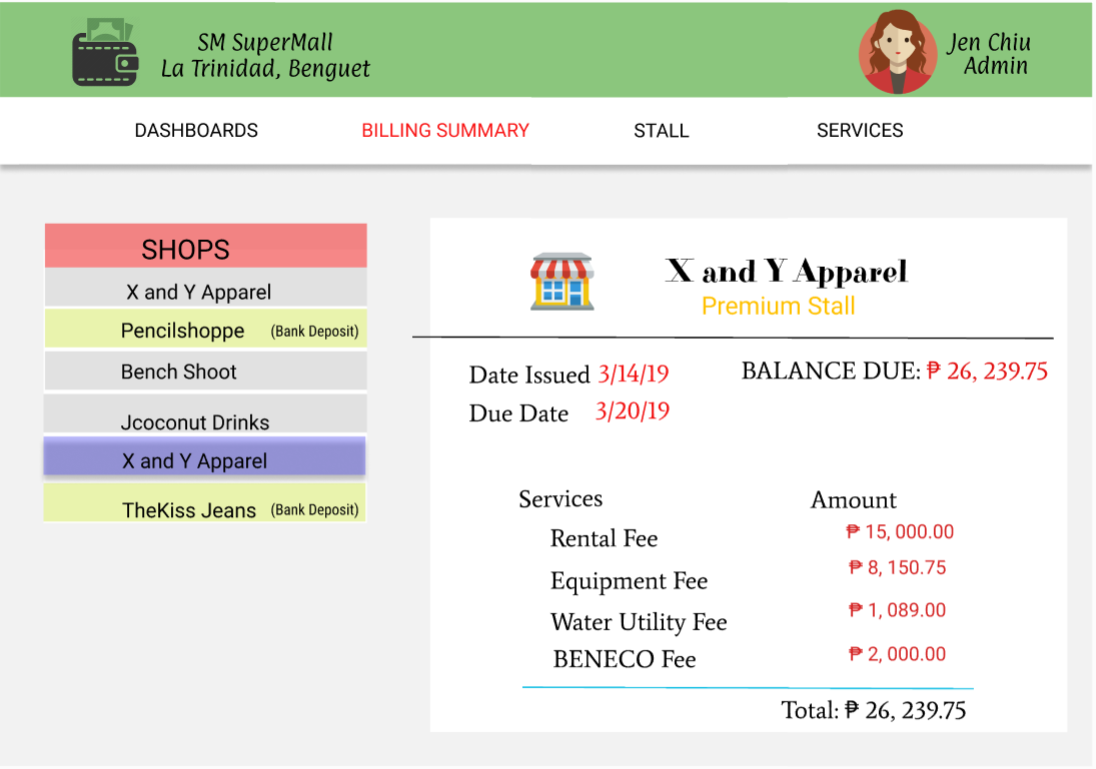 SM SuperMall
La Trinidad, Benguet
Jen Chiu
Admin
DASHBOARDS BILLING SUMMARY STALL SERVICES
SHOPS
X and Y Apparel
Pencilshoppe (Bank Deposit)
Bench Shoot
Jcoconut Drinks
X and Y Apparel
TheKiss Jeans (Bank Deposit)
X and Y Apparel
Premium Stall
Date Issued 3/14/19
BALANCE DUE: ₱ 26, 239.75
Due Date 3/20/19
Services Amount
Rental Fee ₱ 15, 000.00
Equipment Fee ₱ 8, 150.75
Water Utility Fee ₱ 1, 089.00
BENECO Fee ₱ 2, 000.00
Total: ₱ 26, 239.75